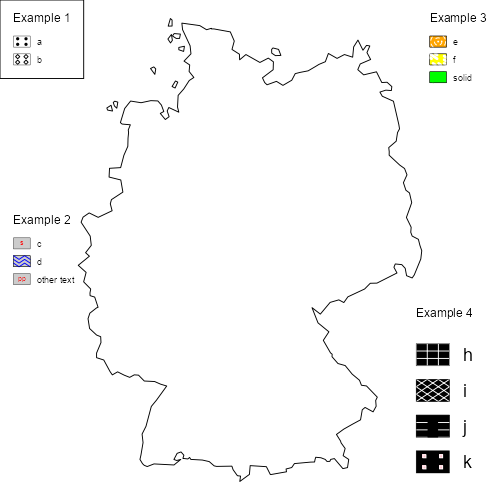 Example 1
a
b
Example 3
e
f
solid
Example 2
s c
d
pp other text
Example 4
h
i
j
k